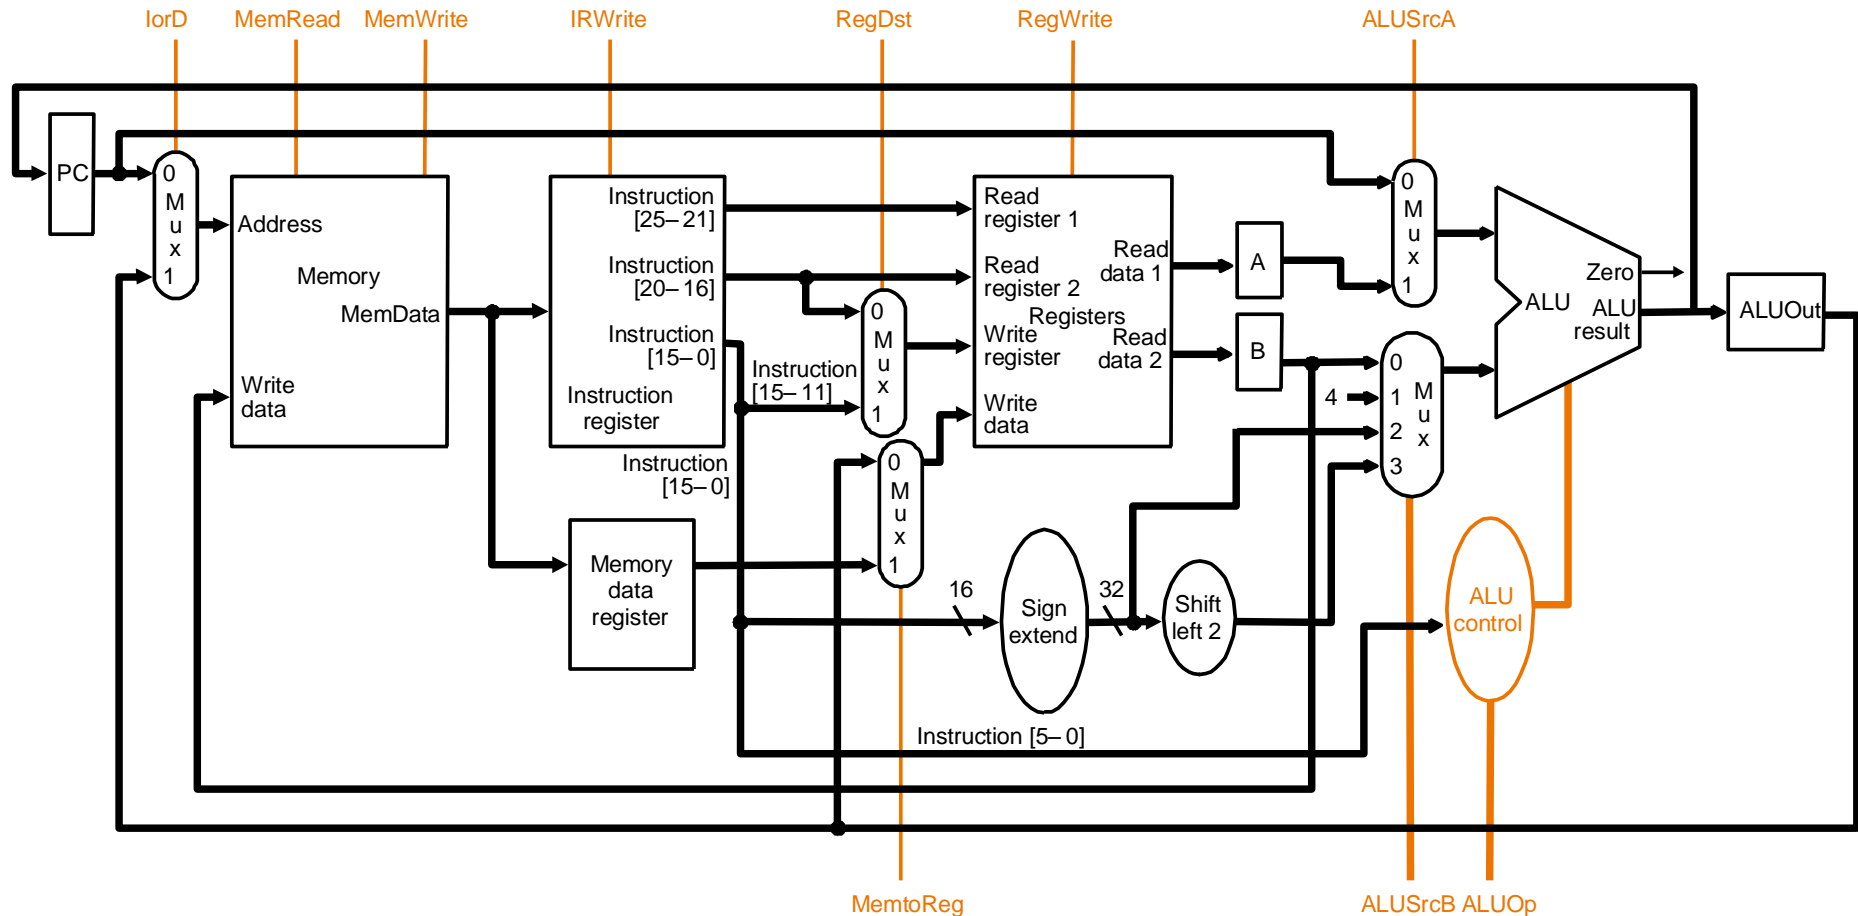 IorD
MemRead
MemWrite
IRWrite
RegDst
RegWrite
ALUSrcA
PC
0
M
u
x
1
Address
Memory
MemData
Write
data
Instruction
[25–21]
Instruction
[20–16]
Instruction
[15–0]
Instruction
register
Instruction
[15–11]
Instruction
[15–0]
0
M
u
x
1
0
M
u
x
1
Memory
data
register
Read
register 1
Read
register 2
Registers
Write
register
Write
data
Read
data 1
Read
data 2
A
B
4
0
M
u
x
1
0
1
2
3
M
u
x
Zero
ALU
ALU
result
ALUOut
16
Sign
extend
32
Shift
left 2
ALU
control
Instruction [5–0]
MemtoReg
ALUSrcB
ALUOp